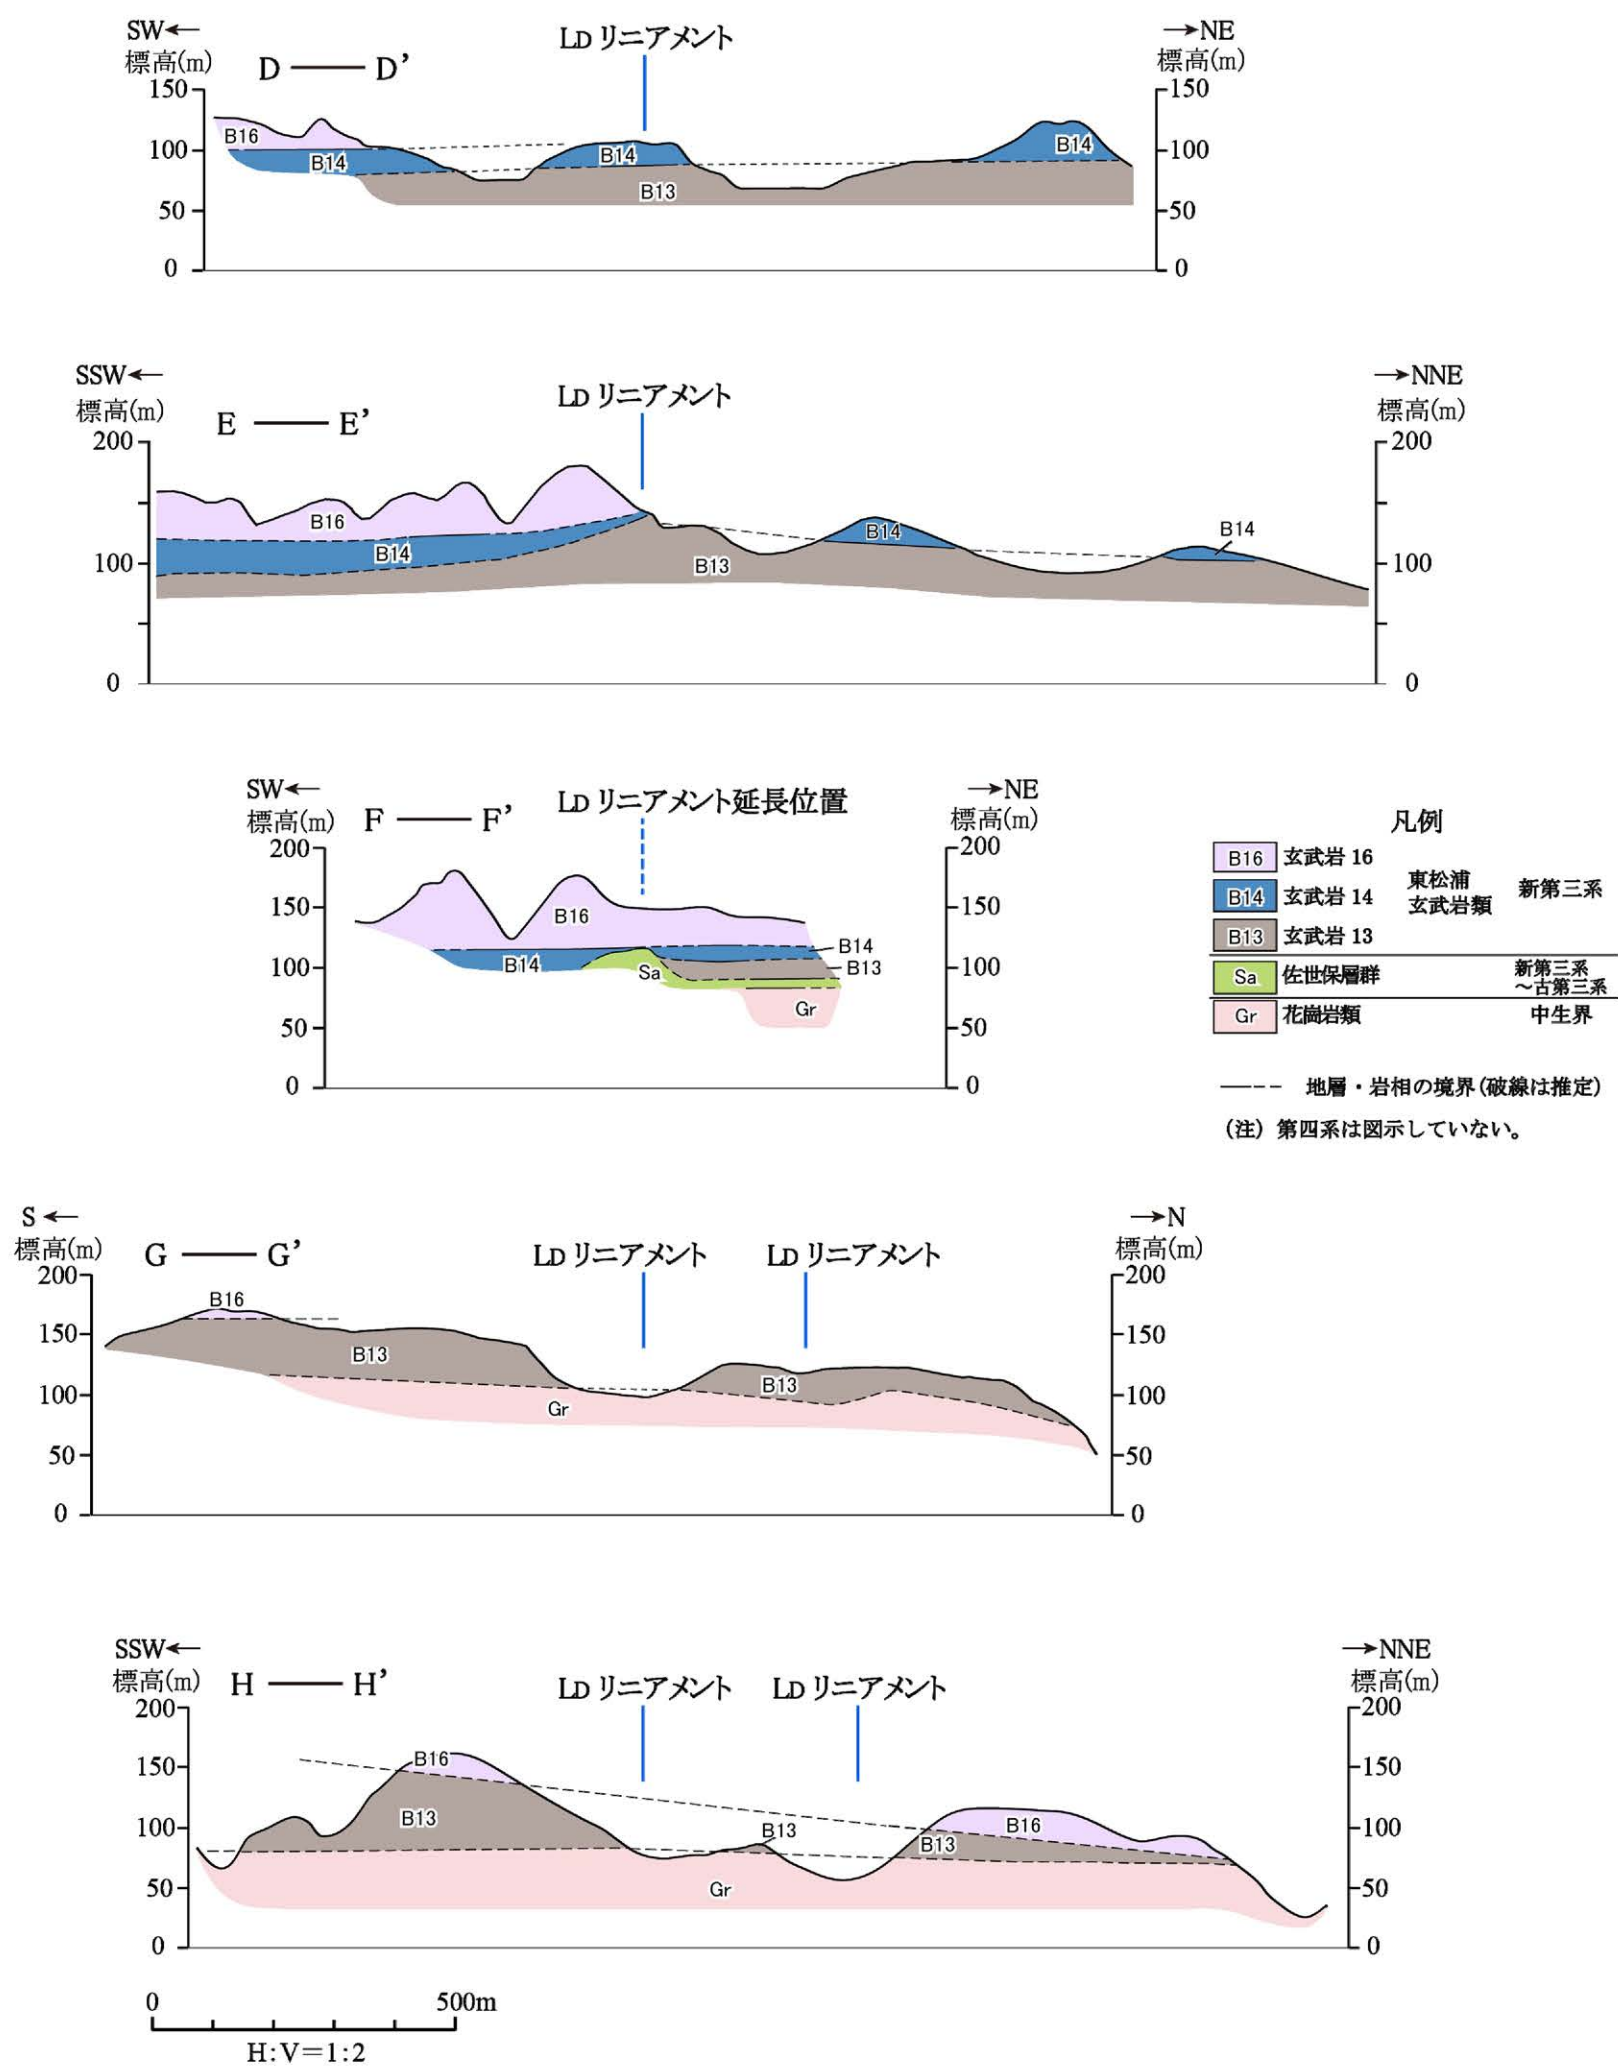 SW← →NE
標高(m) D —— D’ LD リニアメント 標高(m)
150 150
B16 B14 B14 B14
100 100
B13
50 50
0 0
SSW← →NNE
標高(m) E —— E’ LD リニアメント 標高(m)
200 200
B16 B14 B14 B14
B13
100 100
0 0
SW← →NE
標高(m) F —— F’ LD リニアメント延長位置 標高(m)
200 200
150 150
B16
B14
B14 Sa B13
100 100
Gr
50 50
0 0
凡例
B16 玄武岩 16
B14 玄武岩 14
B13 玄武岩 13
東松浦
玄武岩類
新第三系
Sa 佐世保層群 新第三系
～古第三系
Gr 花崗岩類 中生界
地層・岩相の境界(破線は推定)
(注) 第四系は図示していない。
S← →N
標高(m) G —— G’ LD リニアメント LD リニアメント 標高(m)
200 200
B16
150 150
B13 B13
100 100
Gr
50 50
0 0
SSW← →NNE
標高(m) H —— H’ LD リニアメント LD リニアメント 標高(m)
200 200
B16
150 150
B13 B13 B13 B16
100 100
Gr
50 50
0 0
0 500m
H:V=1:2